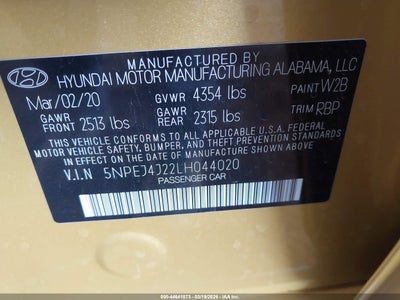 MANUFACTURED BY
HYUNDAI MOTOR MANUFACTURING ALABAMA, LLC
Mar/02/20 GVWR 4354 lbs PAINT W2B
GAWR FRONT 2513 lbs GAWR REAR 2315 lbs TRIM RBP
THIS VEHICLE CONFORMS TO ALL APPLICABLE FEDERAL
MOTOR VEHICLE SAFETY, BUMPER, AND THEFT PREVENTION
STANDARDS IN EFFECT ON THE DATE OF MANUFACTURE SHOWN ABOVE.
V.I.N 5NPEJ4J22LH044020
PASSENGER CAR